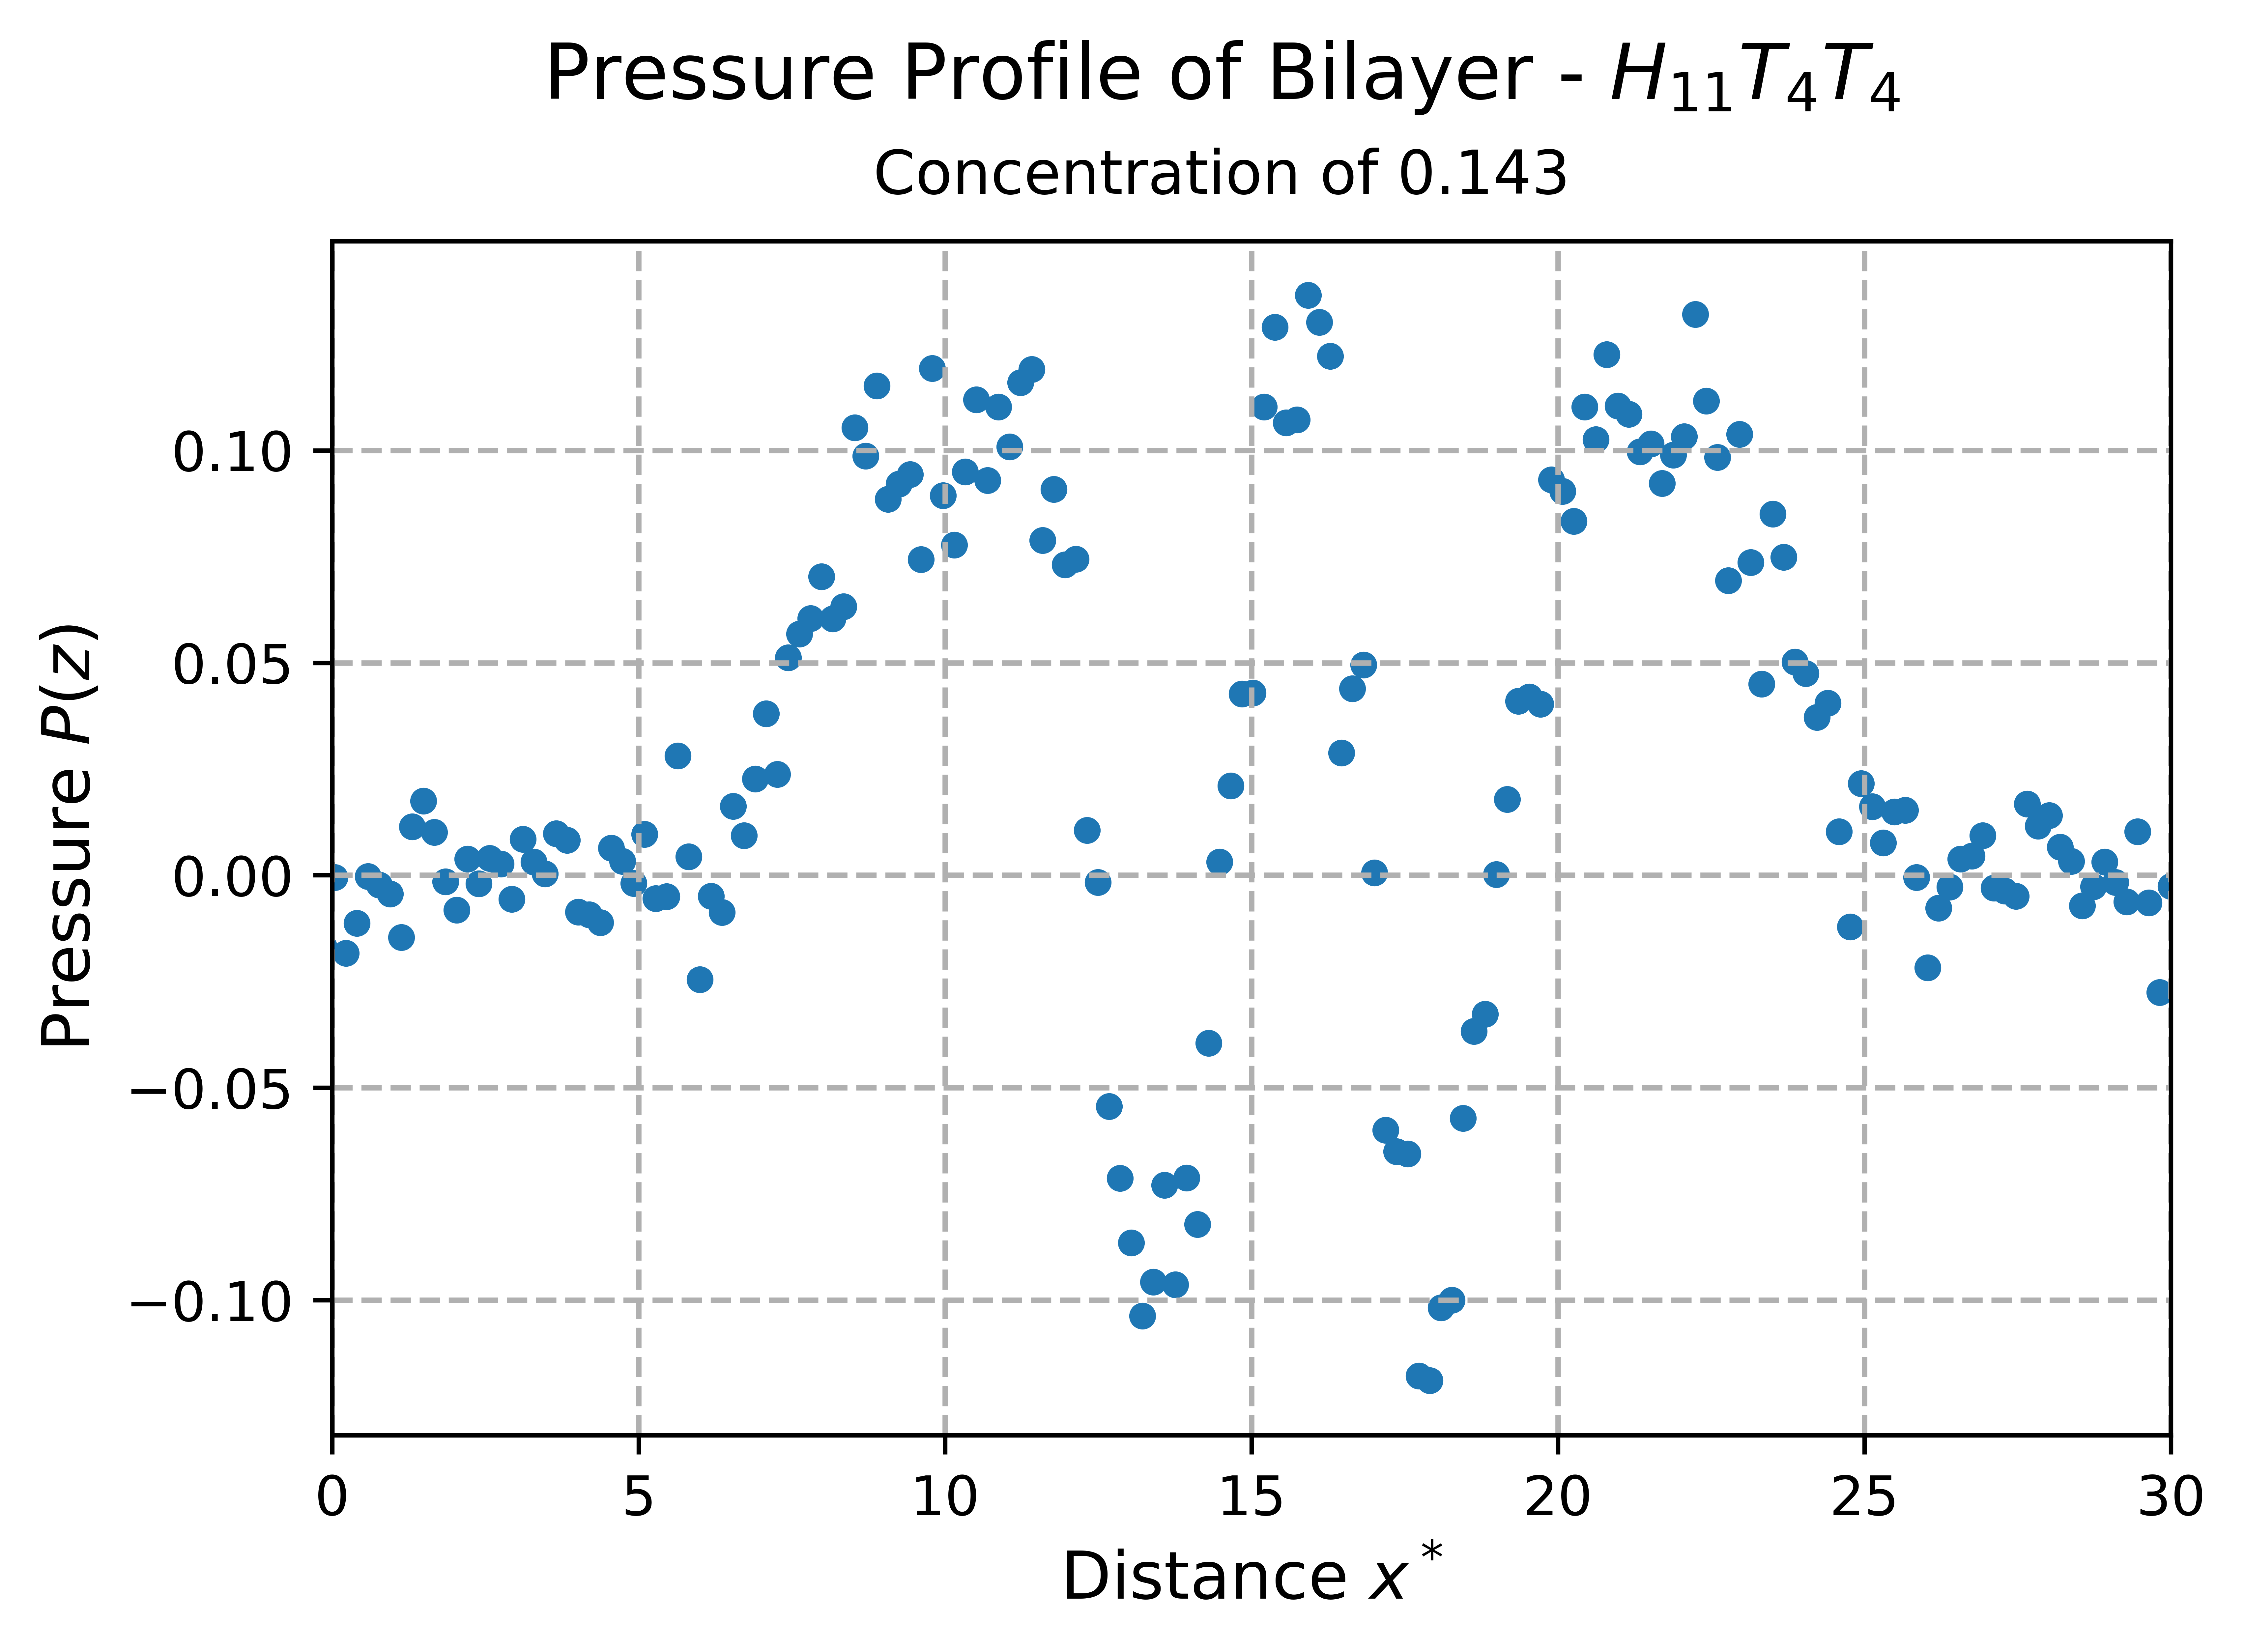 Pressure Profile of Bilayer - H₁₁T₄T₄
Concentration of 0.143
Pressure P(z)
0.10
0.05
0.00
−0.05
−0.10
0 5 10 15 20 25 30
Distance x*